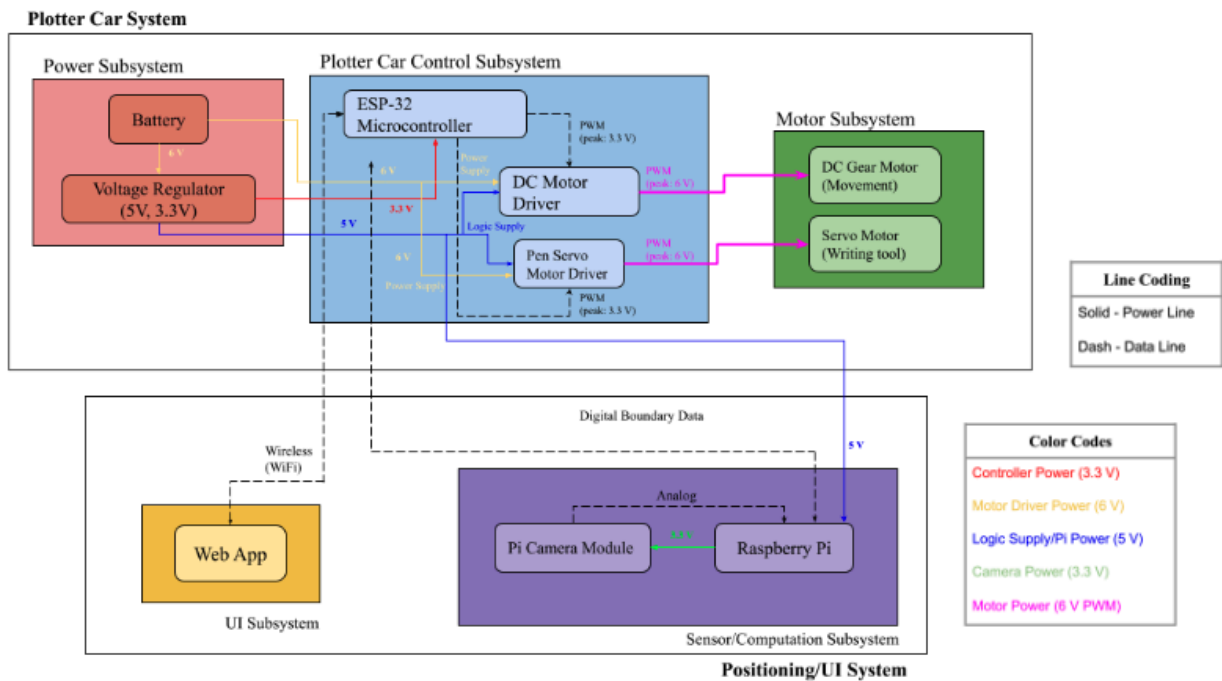 Plotter Car System
Power Subsystem
Battery
6 V
Voltage Regulator
(5V, 3.3V)
5 V
3.3 V
Plotter Car Control Subsystem
ESP-32
Microcontroller
PWM
(peak: 3.3 V)
6 V
Power
Supply
DC Motor
Driver
Logic Supply
6 V
Power Supply
Pen Servo
Motor Driver
PWM
(peak: 3.3 V)
PWM
(peak: 6 V)
PWM
(peak: 6 V)
Motor Subsystem
DC Gear Motor
(Movement)
Servo Motor
(Writing tool)
Line Coding
Solid - Power Line
Dash - Data Line
Digital Boundary Data
Wireless
(WiFi)
5 V
Web App
UI Subsystem
Analog
Pi Camera Module
Raspberry Pi
Sensor/Computation Subsystem
Positioning/UI System
Color Codes
Controller Power (3.3 V)
Motor Driver Power (6 V)
Logic Supply/Pi Power (5 V)
Camera Power (3.3 V)
Motor Power (6 V PWM)